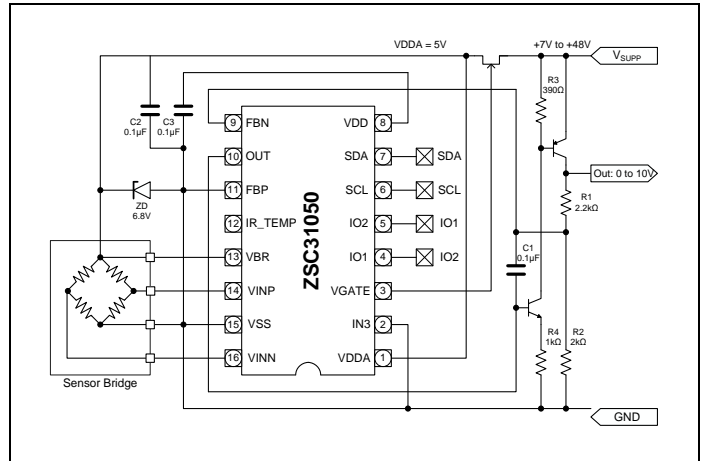 VDDA = 5V
+7V to +48V
VSUPP
R3
390Ω
C2
0.1µF
C3
0.1µF
9 FBN
VDD 8
10 OUT
SDA 7
SDA
Out: 0 to 10V
11 FBP
SCL 6
SCL
R1
2.2kΩ
ZD
6.8V
12 IR_TEMP
IO2 5
IO1
ZSC31050
13 VBR
IO1 4
IO2
C1
0.1µF
14 VINP
VGATE 3
15 VSS
IN3 2
R4
1kΩ
R2
2kΩ
16 VINN
VDDA 1
Sensor Bridge
GND